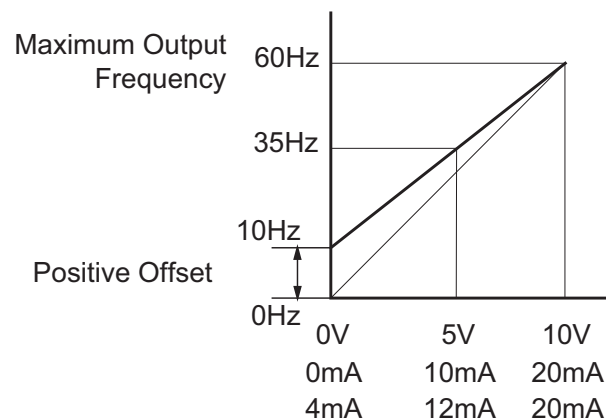 Maximum Output
Frequency
60Hz
35Hz
10Hz
Positive Offset
0Hz
0V 5V 10V
0mA 10mA 20mA
4mA 12mA 20mA